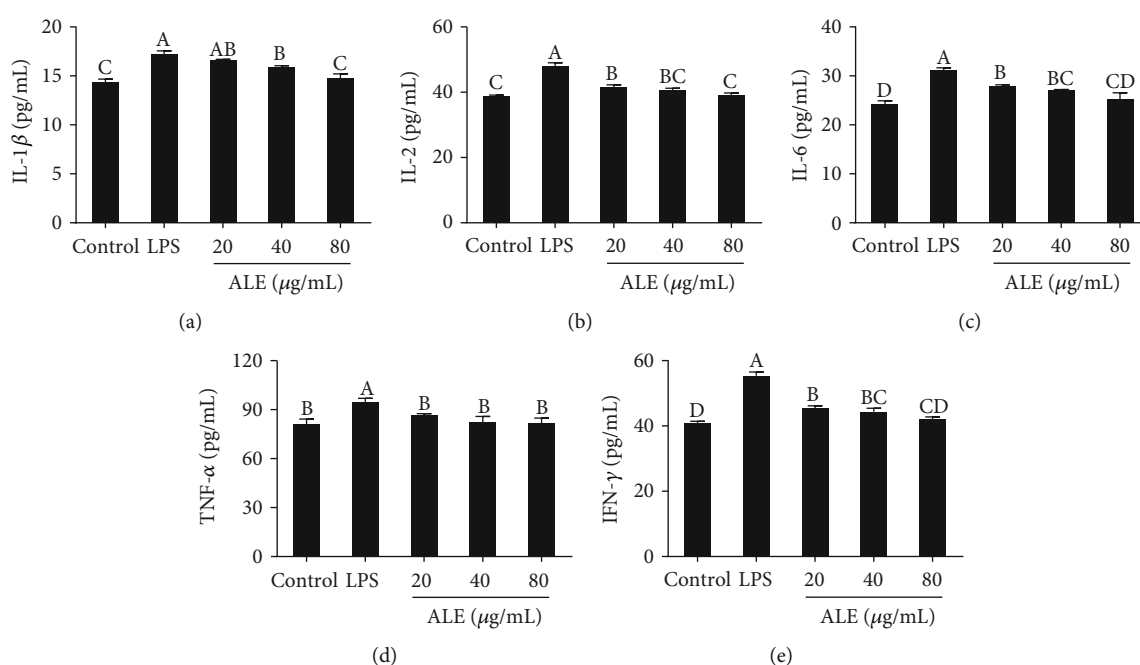 IL-1β (pg/mL)
20
15
10
5
0
C
A
AB
B
C
Control LPS 20 40 80
ALE (μg/mL)
(a)
IL-2 (pg/mL)
60
40
20
0
C
A
B
BC
C
Control LPS 20 40 80
ALE (μg/mL)
(b)
IL-6 (pg/mL)
40
30
20
10
0
D
A
B
BC
CD
Control LPS 20 40 80
ALE (μg/mL)
(c)
TNF-α (pg/mL)
120
90
60
30
0
B
A
B
B
B
Control LPS 20 40 80
ALE (μg/mL)
(d)
IFN-γ (pg/mL)
60
40
20
0
D
A
B
BC
CD
Control LPS 20 40 80
ALE (μg/mL)
(e)